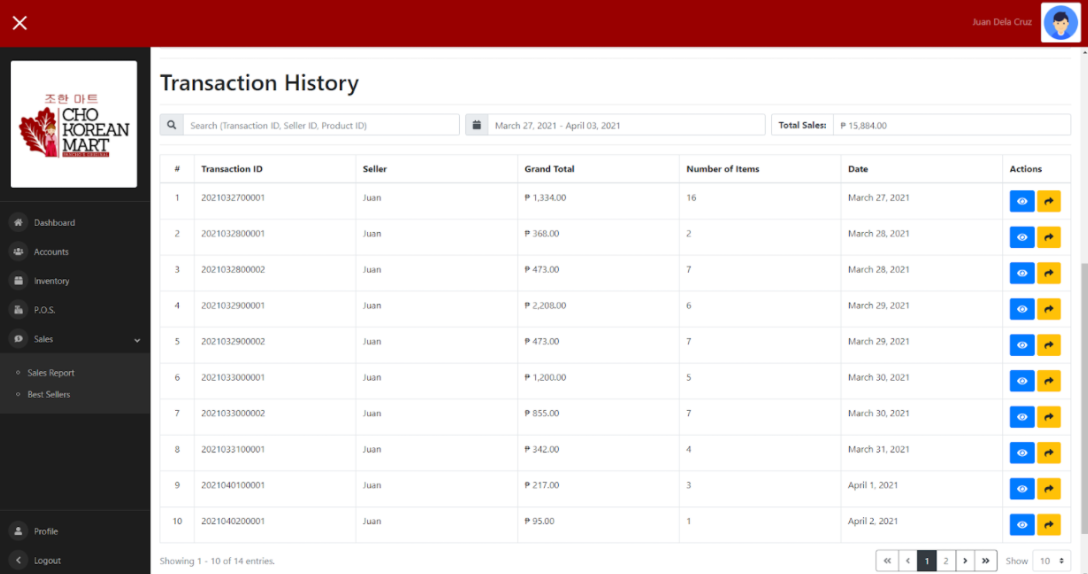 Juan Dela Cruz
조한 마트
CHO
KOREAN
MART
Transaction History
Search (Transaction ID, Seller ID, Product ID)
March 27, 2021 - April 03, 2021
Total Sales: ₱ 15,884.00
# Transaction ID Seller Grand Total Number of Items Date Actions
1 2021032700001 Juan ₱ 1,334.00 16 March 27, 2021
2 2021032800001 Juan ₱ 368.00 2 March 28, 2021
3 2021032800002 Juan ₱ 473.00 7 March 28, 2021
4 2021032900001 Juan ₱ 2,208.00 6 March 29, 2021
5 2021032900002 Juan ₱ 473.00 7 March 29, 2021
6 2021033000001 Juan ₱ 1,200.00 5 March 30, 2021
7 2021033000002 Juan ₱ 855.00 7 March 30, 2021
8 2021033100001 Juan ₱ 342.00 4 March 31, 2021
9 2021040100001 Juan ₱ 217.00 3 April 1, 2021
10 2021040200001 Juan ₱ 95.00 1 April 2, 2021
Showing 1 - 10 of 14 entries.
« ‹ 1 2 › » Show 10
Dashboard
Accounts
Inventory
P.O.S.
Sales
Sales Report
Best Sellers
Profile
Logout